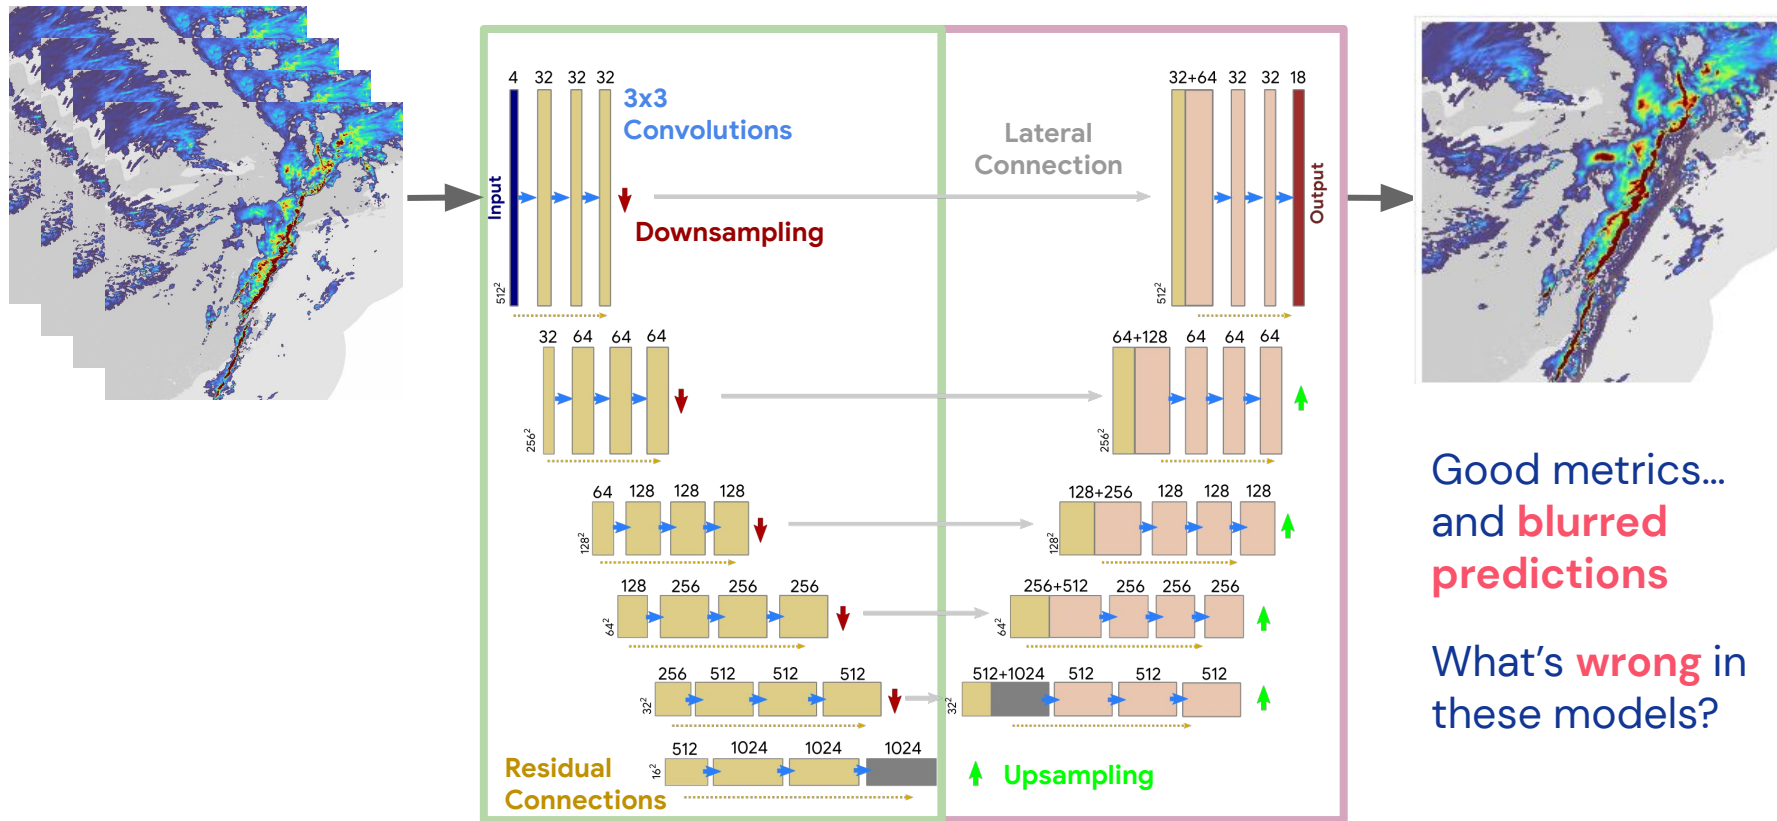 4 32 32 32
3x3
Convolutions
Input
Downsampling
512²
Lateral
Connection
32+64 32 32 18
Output
512²
32 64 64 64
256²
64+128 64 64 64
256²
64 128 128 128
128²
128+256 128 128 128
128²
128 256 256 256
64²
256+512 256 256 256
64²
256 512 512 512
32²
512+1024 512 512 512
32²
512 1024 1024 1024
16²
Residual
Connections
Upsampling
Good metrics...
and blurred
predictions
What's wrong in
these models?